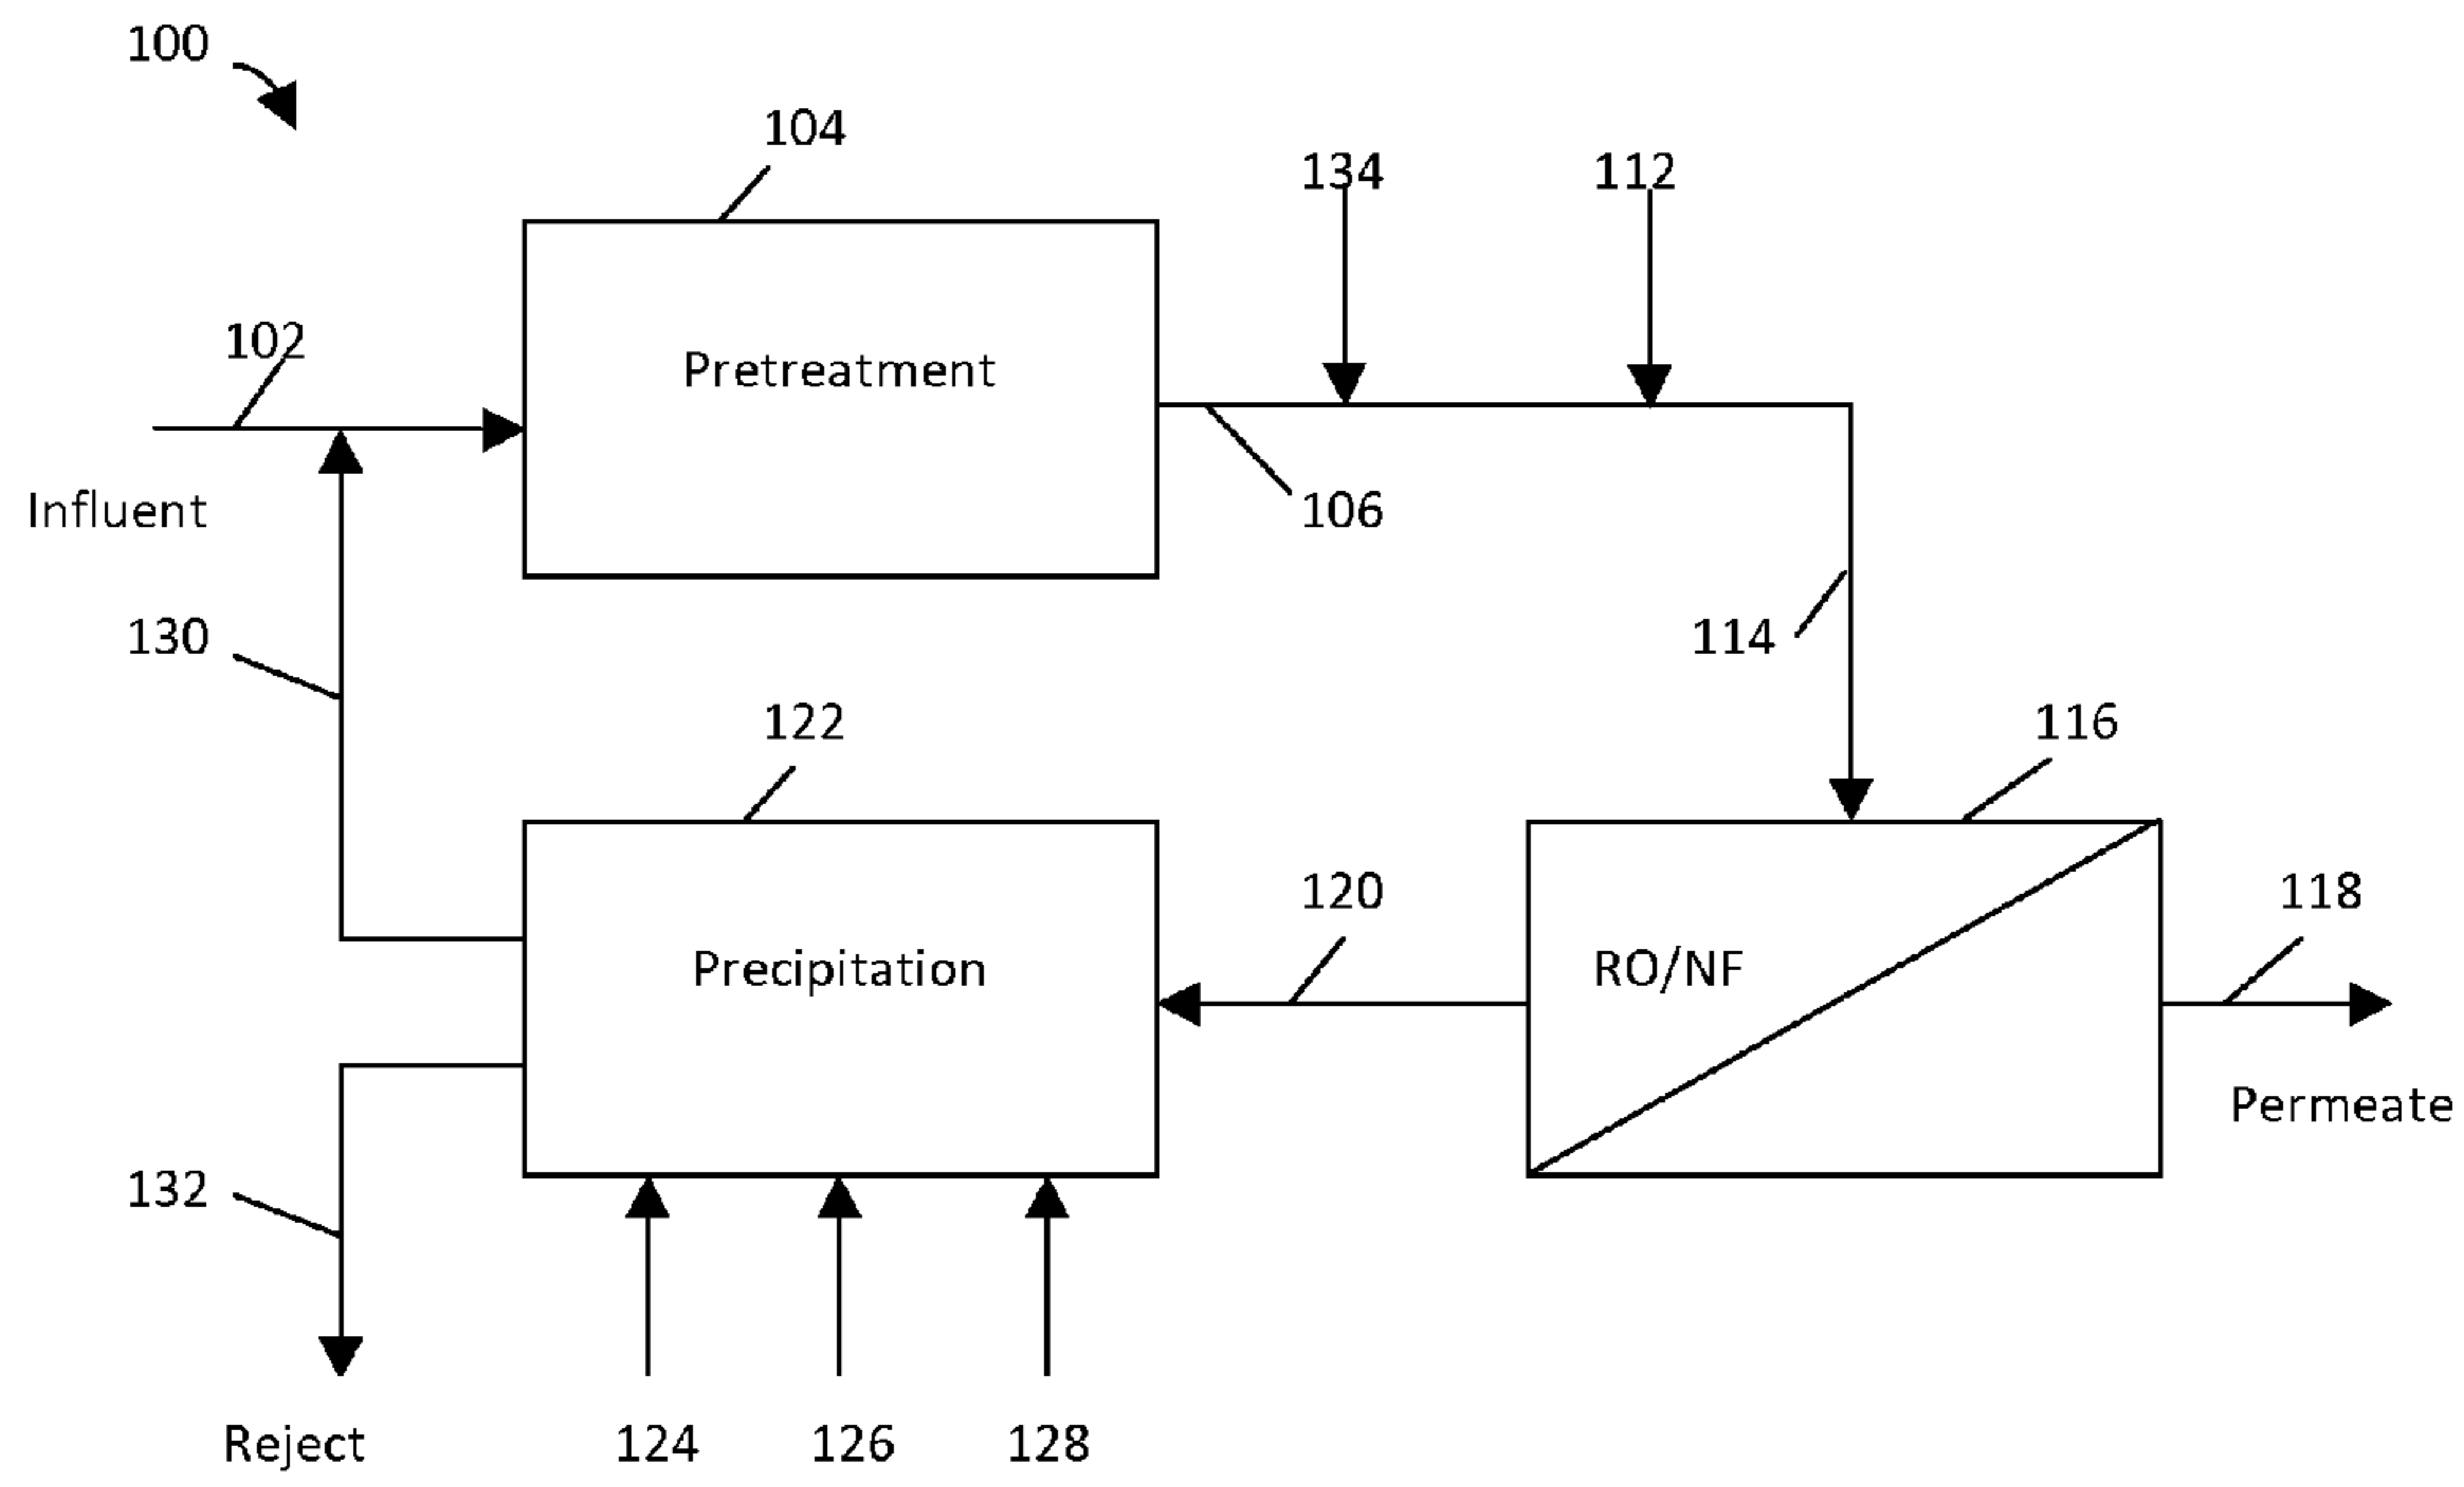 100
104
134
112
102
Pretreatment
Influent
106
130
114
122
116
120
118
Precipitation
RO/NF
Permeate
132
Reject
124
126
128